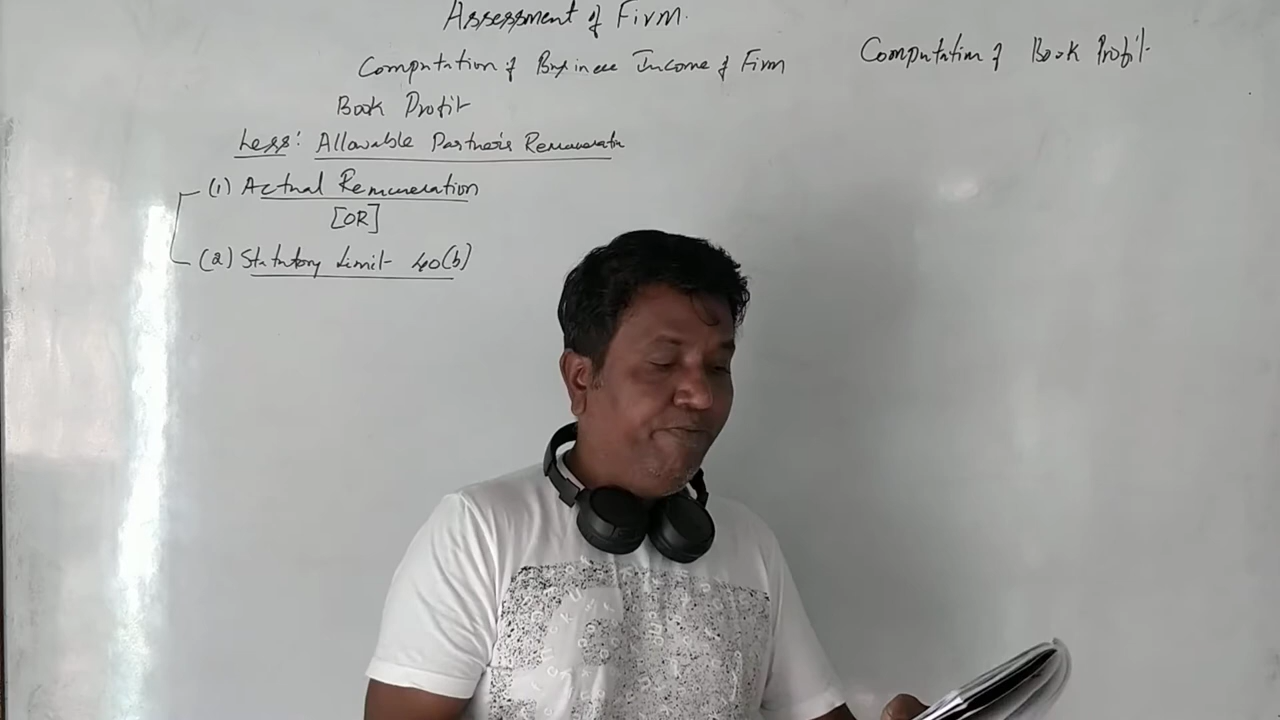 Assessment of Firm.
Computation of Business Income of Firm
Book Profit
Less: Allowable Partner's Remuneration
(1) Actual Remuneration
[OR]
(2) Statutory Limit 40(b)
Computation of Book Profit